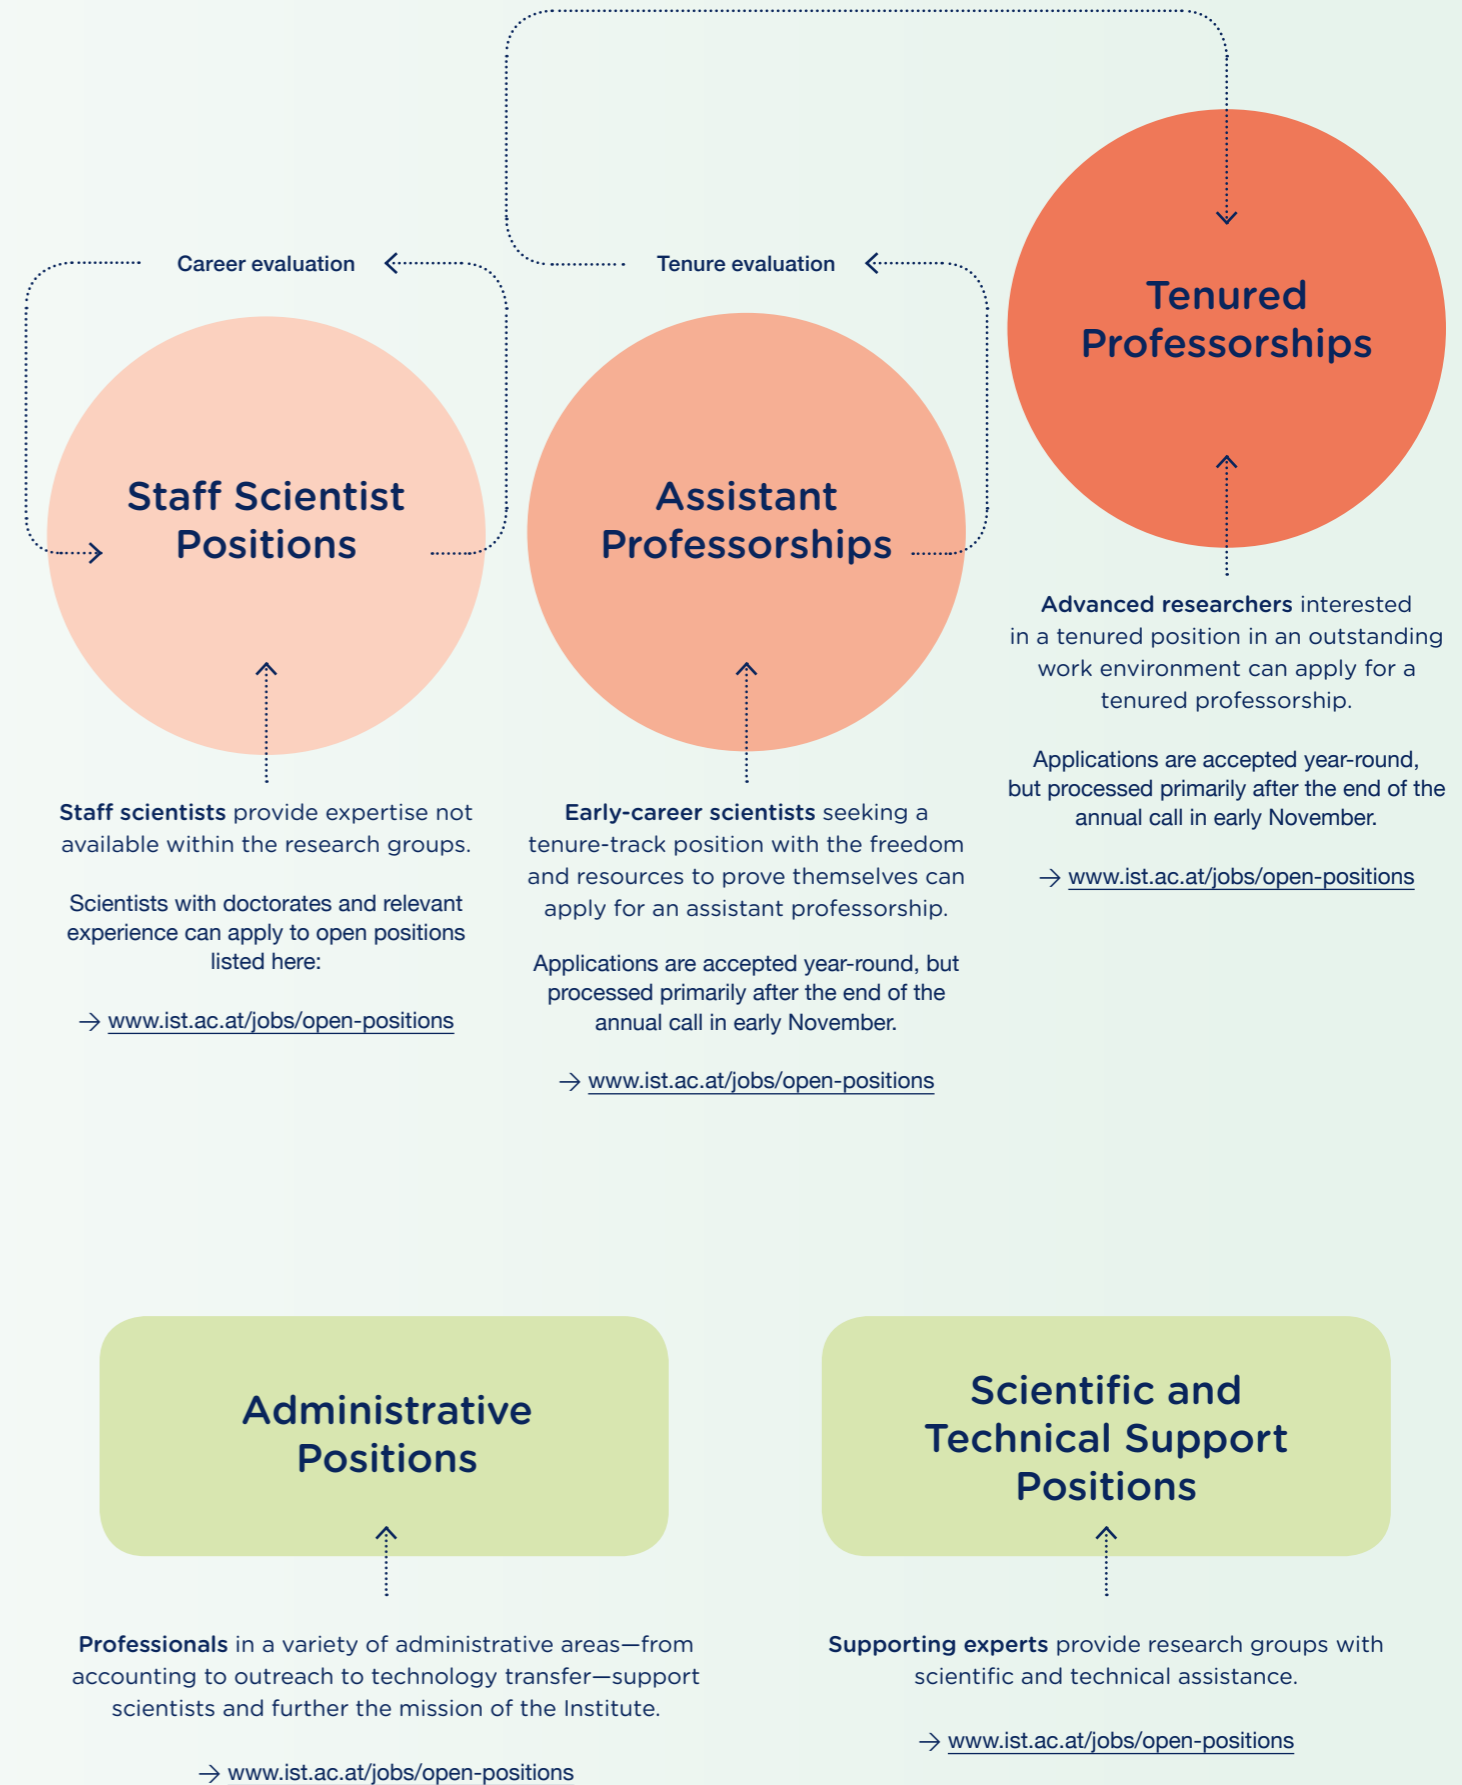 Career evaluation
Tenure evaluation
Tenured
Professorships
Staff Scientist
Positions
Assistant
Professorships
Advanced researchers interested
in a tenured position in an outstanding
work environment can apply for a
tenured professorship.
Applications are accepted year-round,
but processed primarily after the end of the
annual call in early November.
→ www.ist.ac.at/jobs/open-positions
Staff scientists provide expertise not
available within the research groups.
Scientists with doctorates and relevant
experience can apply to open positions
listed here:
→ www.ist.ac.at/jobs/open-positions
Early-career scientists seeking a
tenure-track position with the freedom
and resources to prove themselves can
apply for an assistant professorship.
Applications are accepted year-round, but
processed primarily after the end of the
annual call in early November.
→ www.ist.ac.at/jobs/open-positions
Administrative
Positions
Professionals in a variety of administrative areas—from
accounting to outreach to technology transfer—support
scientists and further the mission of the Institute.
→ www.ist.ac.at/jobs/open-positions
Scientific and
Technical Support
Positions
Supporting experts provide research groups with
scientific and technical assistance.
→ www.ist.ac.at/jobs/open-positions